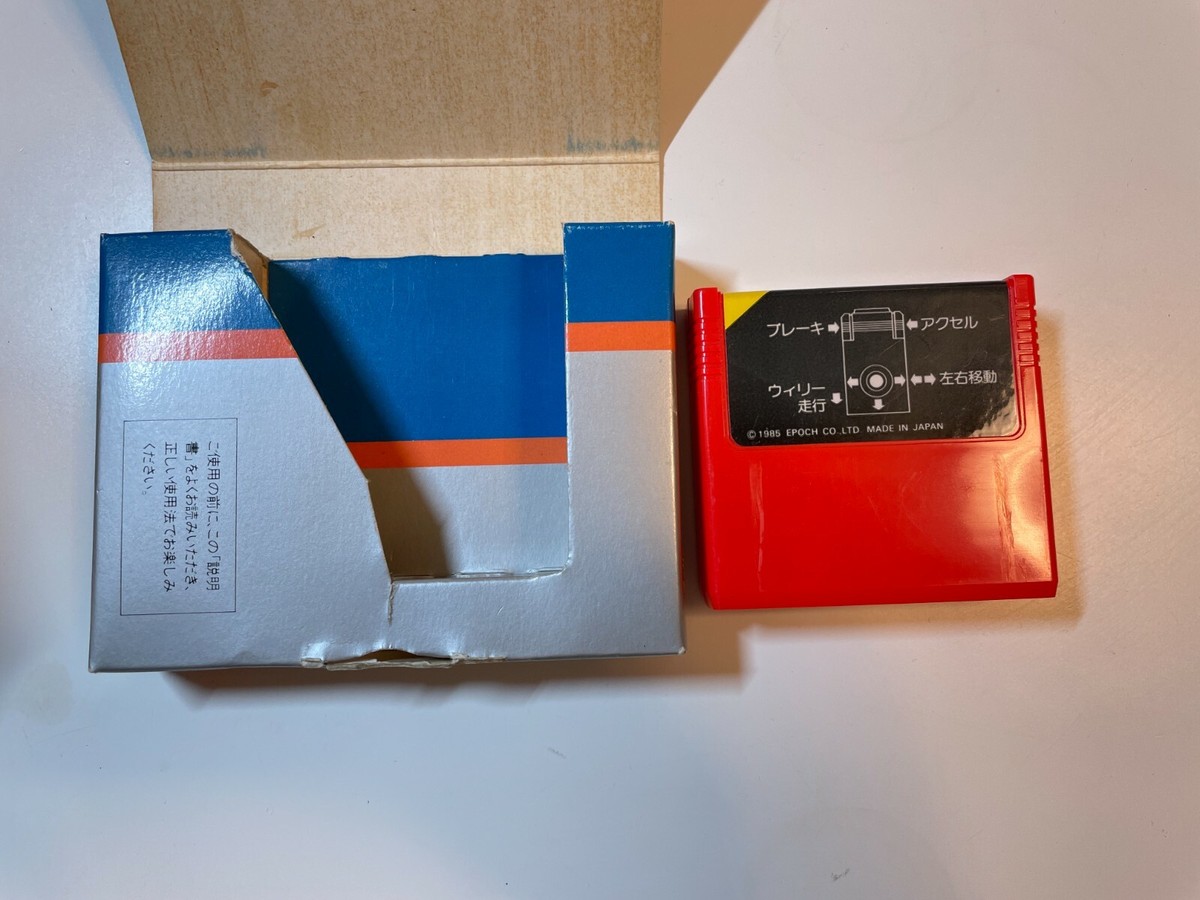 ご使用の前に、この「説明
書」をよくお読みいただき、
正しい使用法でお楽しみ
ください。
ブレーキ
アクセル
ウィリー
走行
左右移動
©1985 EPOCH CO., LTD. MADE IN JAPAN